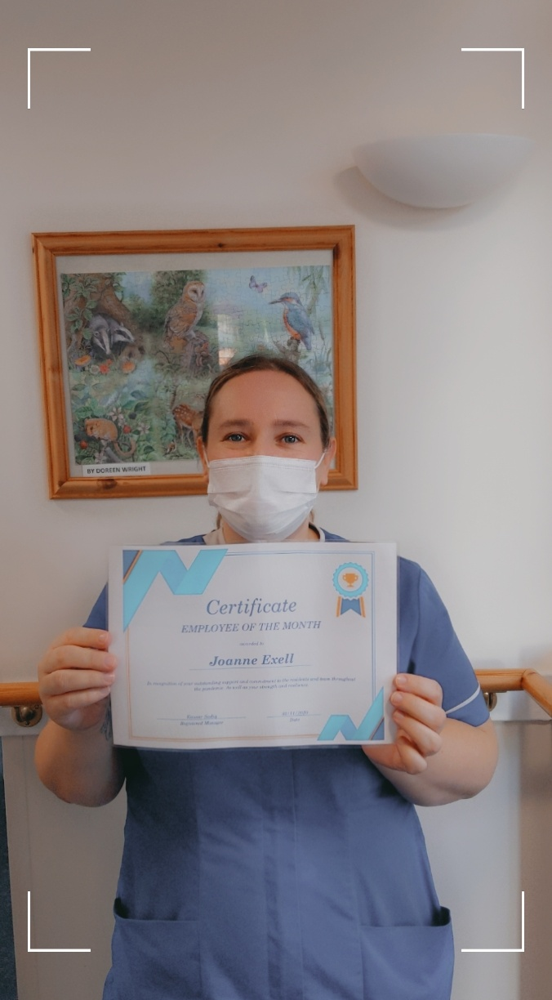 BY DOREEN WRIGHT
Certificate
EMPLOYEE OF THE MONTH
awarded to
Joanne Exell
In recognition of your outstanding support and commitment to the residents and team throughout
the pandemic. As well as your strength and resilience.
Registered Manager
Date